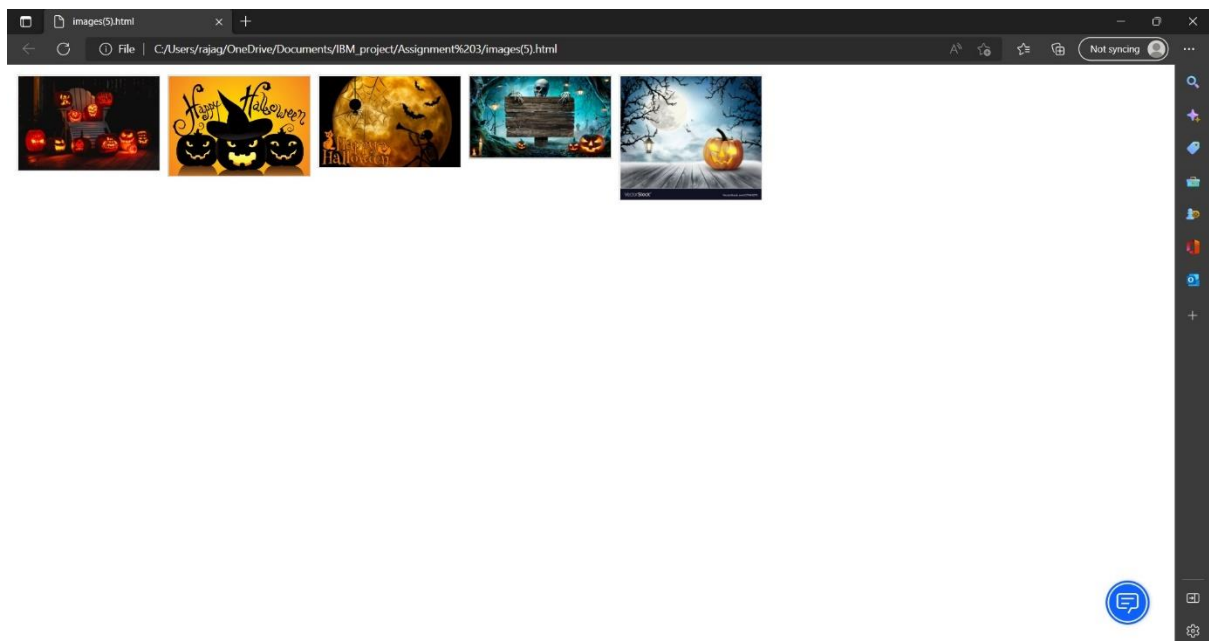 images(5).html
File | C:/Users/rajag/OneDrive/Documents/IBM_project/Assignment%203/images(5).html
Not syncing
Happy Halloween
Happy
Halloween
VectorStock